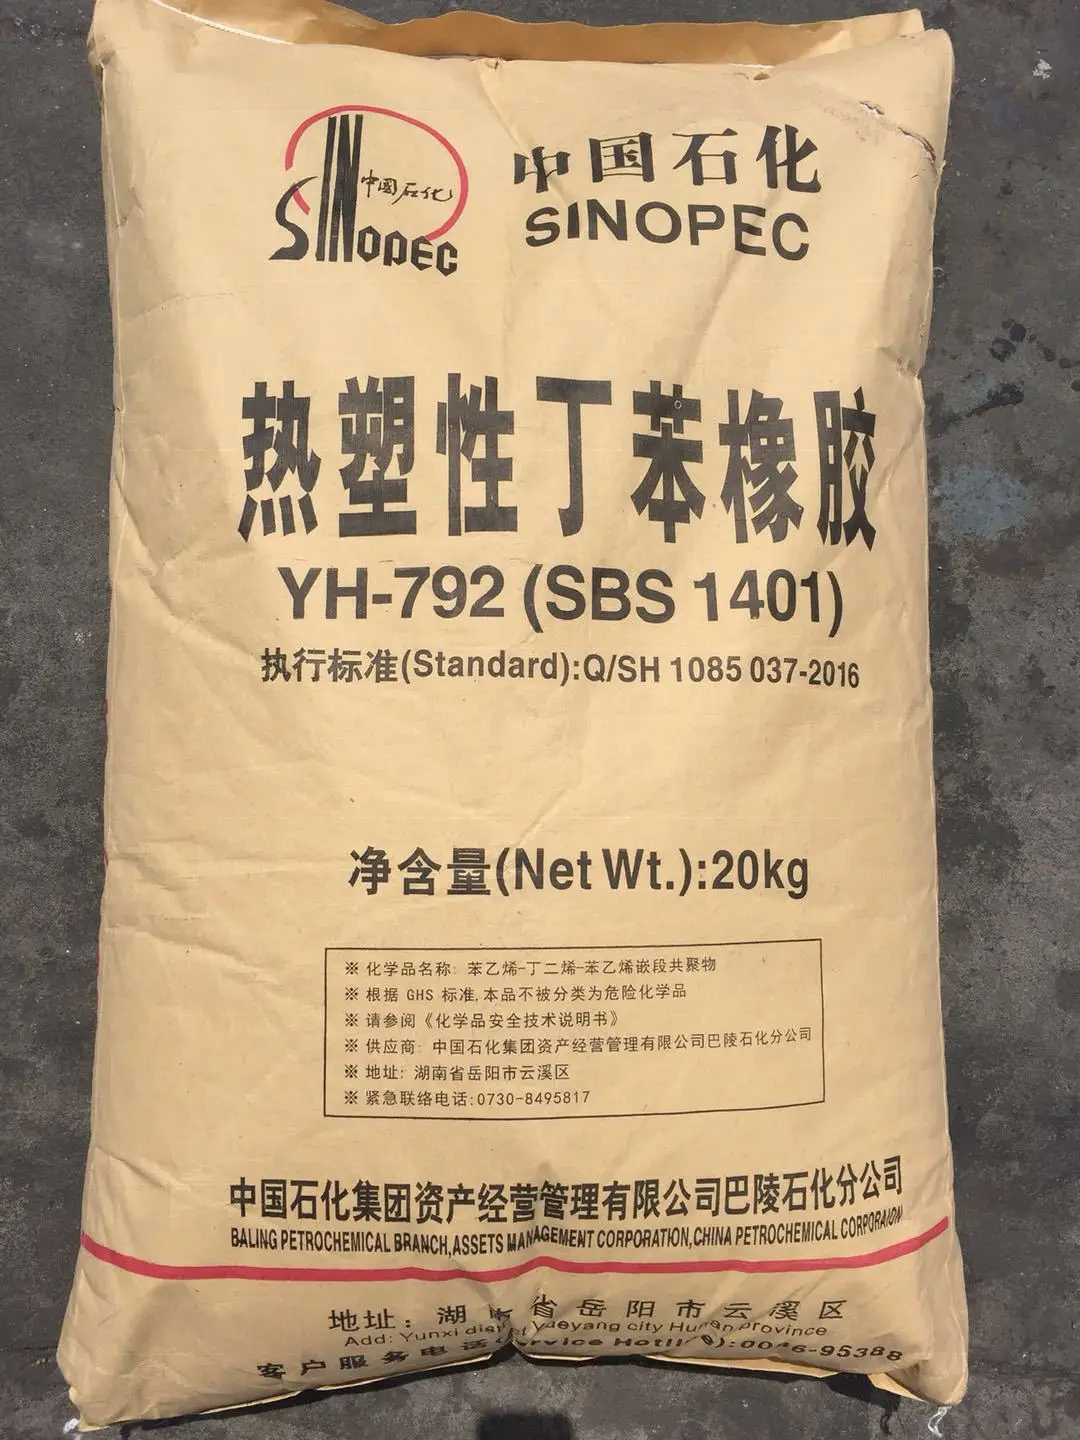 中国石化
SINOPEC
中国石化
SINOPEC
热塑性丁苯橡胶
YH-792 (SBS 1401)
执行标准(Standard):Q/SH 1085 037-2016
净含量(Net Wt.):20kg
※ 化学品名称: 苯乙烯-丁二烯-苯乙烯嵌段共聚物
※ 根据 GHS 标准,本品不被分类为危险化学品
※ 请参阅《化学品安全技术说明书》
※ 供应商: 中国石化集团资产经营管理有限公司巴陵石化分公司
※ 地址: 湖南省岳阳市云溪区
※ 紧急联络电话:0730-8495817
中国石化集团资产经营管理有限公司巴陵石化分公司
BALING PETROCHEMICAL BRANCH,ASSETS MANAGEMENT CORPORATION,CHINA PETROCHEMICAL CORPORAION
地址: 湖南省岳阳市云溪区
Add: Yunxi district Yueyang city Hunan province
客户服务电话